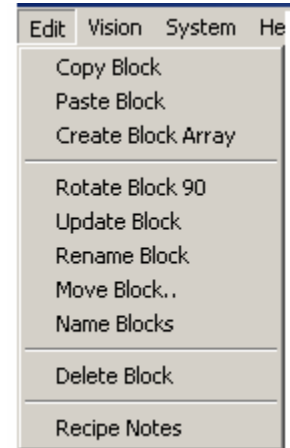 Edit Vision System He
Copy Block
Paste Block
Create Block Array
Rotate Block 90
Update Block
Rename Block
Move Block..
Name Blocks
Delete Block
Recipe Notes